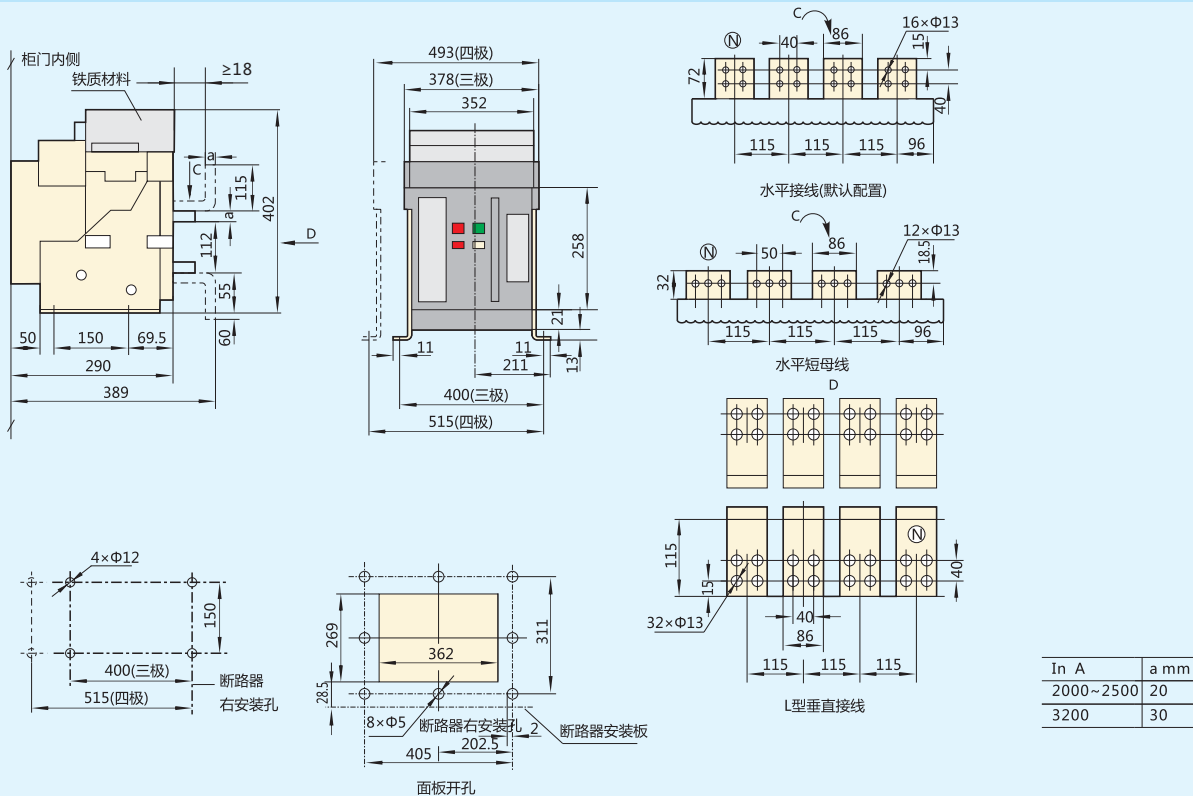 柜门内侧
铁质材料
≥18
a
C
115
402
a
D
112
55
60
50
150
69.5
290
389
493(四极)
378(三极)
352
258
21
11
11
13
211
400(三极)
515(四极)
C
16×Φ13
N
40
86
15
72
40
115
115
115
96
水平接线(默认配置)
C
12×Φ13
N
50
86
18.5
32
115
115
115
96
水平短母线
D
115
N
15
40
32×Φ13
40
86
115
115
115
L型垂直接线
4×Φ12
150
400(三极)
515(四极)
断路器
右安装孔
269
311
362
28.5
8×Φ5
断路器右安装孔
2
断路器安装板
202.5
405
面板开孔
In A a mm
2000~2500 20
3200 30